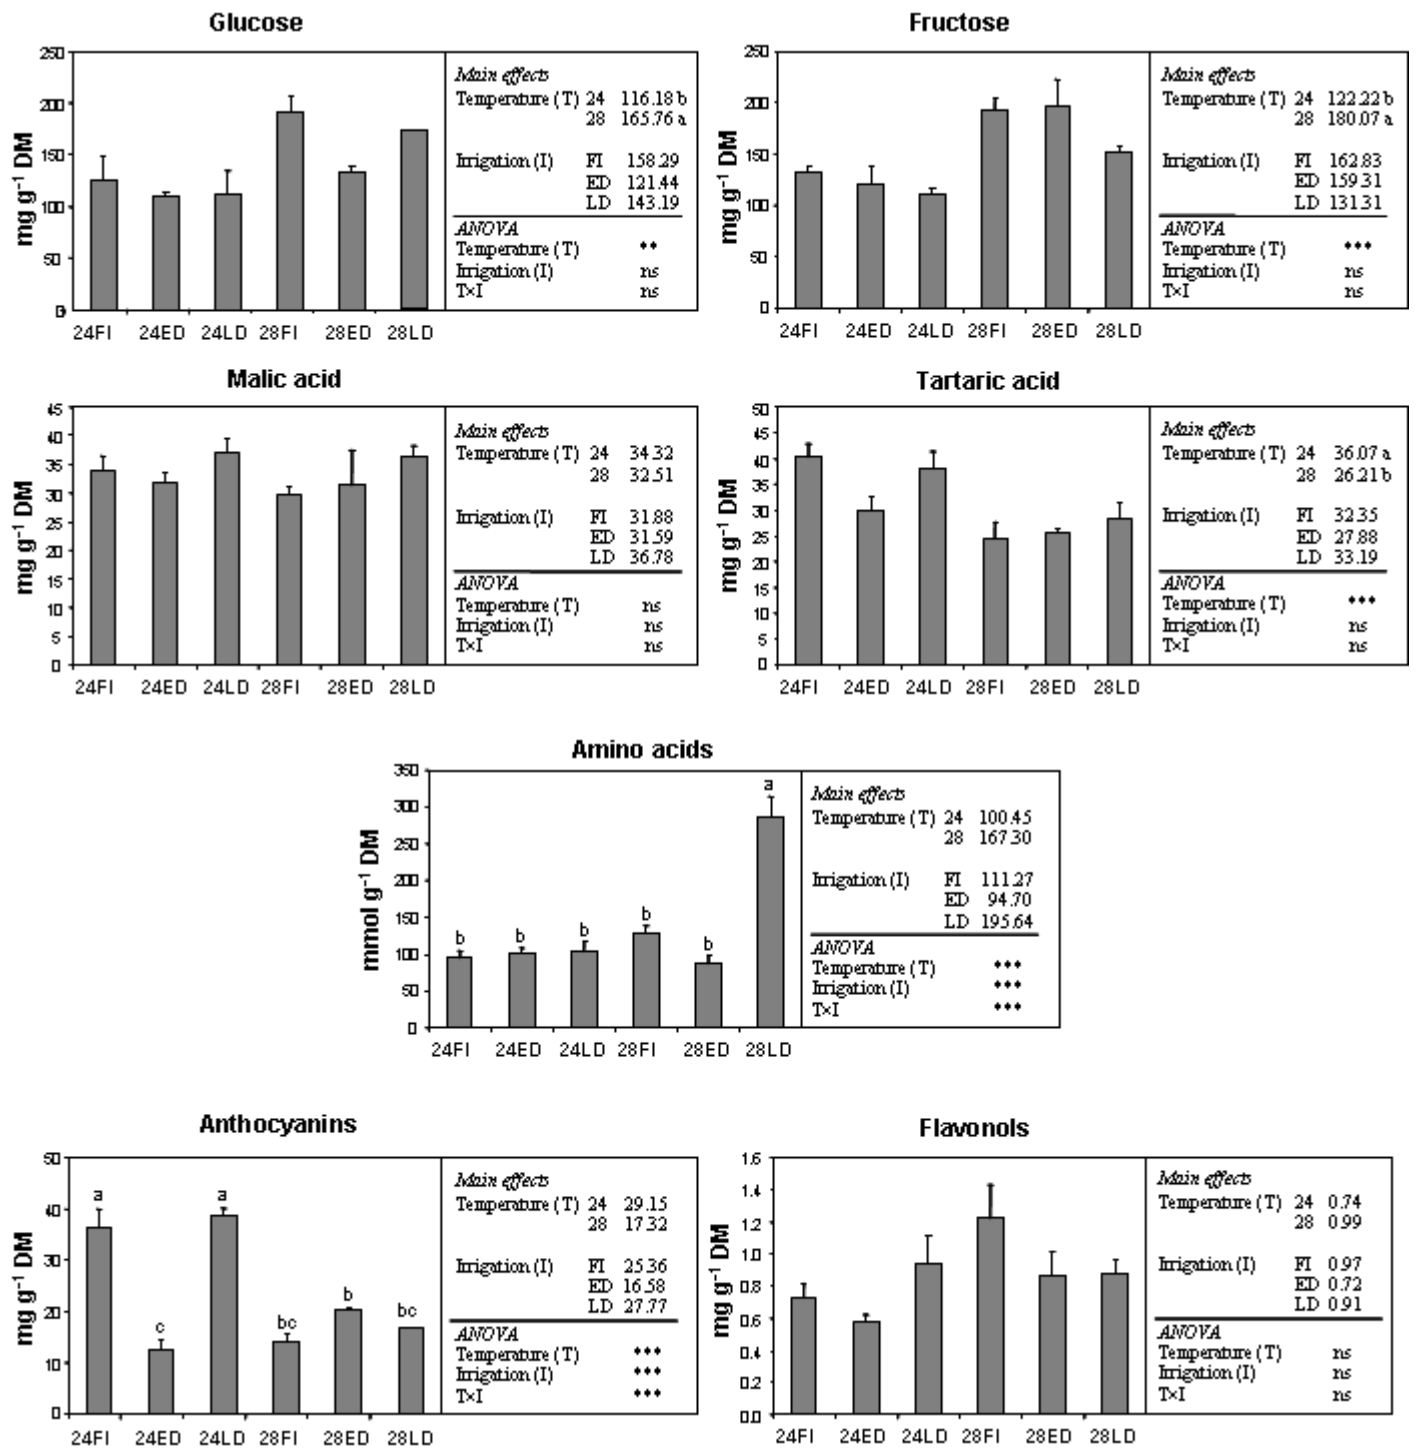 Glucose
250
200
150
100
50
0
mg g⁻¹ DM
24FI 24ED 24LD 28FI 28ED 28LD
Main effects
Temperature (T) 24 116.18 b
28 165.76 a
Irrigation (I) FI 158.29
ED 121.44
LD 143.19
ANOVA
Temperature (T) **
Irrigation (I) ns
T×I ns
Fructose
250
200
150
100
50
0
mg g⁻¹ DM
24FI 24ED 24LD 28FI 28ED 28LD
Main effects
Temperature (T) 24 122.22 b
28 180.07 a
Irrigation (I) FI 162.83
ED 159.31
LD 131.31
ANOVA
Temperature (T) ***
Irrigation (I) ns
T×I ns
Malic acid
45
40
35
30
25
20
15
10
5
0
mg g⁻¹ DM
24FI 24ED 24LD 28FI 28ED 28LD
Main effects
Temperature (T) 24 34.32
28 32.51
Irrigation (I) FI 31.88
ED 31.59
LD 36.78
ANOVA
Temperature (T) ns
Irrigation (I) ns
T×I ns
Tartaric acid
50
45
40
35
30
25
20
15
10
5
0
mg g⁻¹ DM
24FI 24ED 24LD 28FI 28ED 28LD
Main effects
Temperature (T) 24 36.07 a
28 26.21 b
Irrigation (I) FI 32.35
ED 27.88
LD 33.19
ANOVA
Temperature (T) ***
Irrigation (I) ns
T×I ns
Amino acids
350
300
250
200
150
100
50
0
mmol g⁻¹ DM
b b b b b a
24FI 24ED 24LD 28FI 28ED 28LD
Main effects
Temperature (T) 24 100.45
28 167.30
Irrigation (I) FI 111.27
ED 94.70
LD 195.64
ANOVA
Temperature (T) ***
Irrigation (I) ***
T×I ***
Anthocyanins
50
40
30
20
10
0
mg g⁻¹ DM
a c a bc b bc
24FI 24ED 24LD 28FI 28ED 28LD
Main effects
Temperature (T) 24 29.15
28 17.32
Irrigation (I) FI 25.36
ED 16.58
LD 27.77
ANOVA
Temperature (T) ***
Irrigation (I) ***
T×I ***
Flavonols
1.6
1.4
1.2
1.0
0.8
0.6
0.4
0.2
0.0
mg g⁻¹ DM
24FI 24ED 24LD 28FI 28ED 28LD
Main effects
Temperature (T) 24 0.74
28 0.99
Irrigation (I) FI 0.97
ED 0.72
LD 0.91
ANOVA
Temperature (T) ns
Irrigation (I) ns
T×I ns